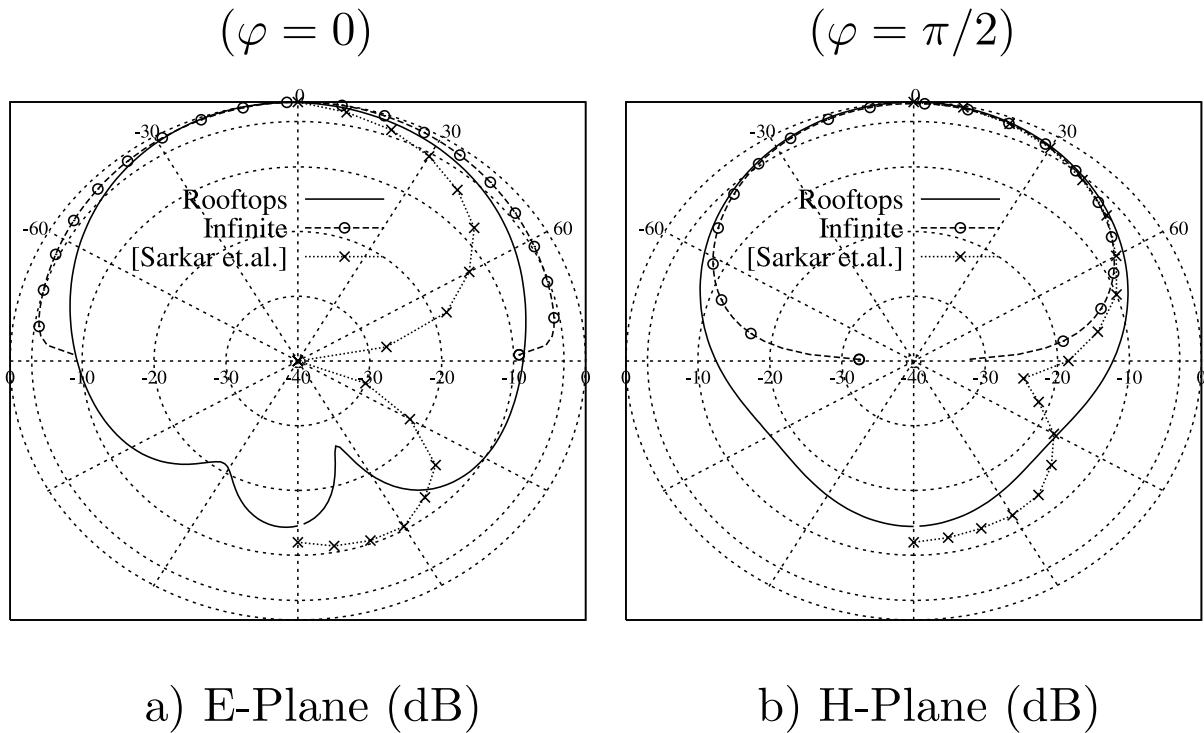 (φ = 0)
(φ = π/2)
0
-30
30
-60
60
Rooftops
Infinite
[Sarkar et.al.]
0 -10 -20 -30 -40 -30 -20 -10 0
0
-30
30
-60
60
Rooftops
Infinite
[Sarkar et.al.]
0 -10 -20 -30 -40 -30 -20 -10 0
a) E-Plane (dB)
b) H-Plane (dB)